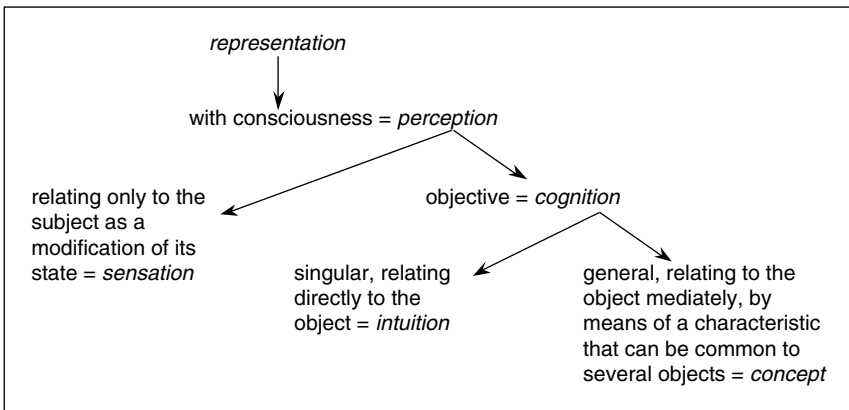 representation
with consciousness = perception
relating only to the
subject as a
modification of its
state = sensation
objective = cognition
singular, relating
directly to the
object = intuition
general, relating to the
object mediately, by
means of a characteristic
that can be common to
several objects = concept